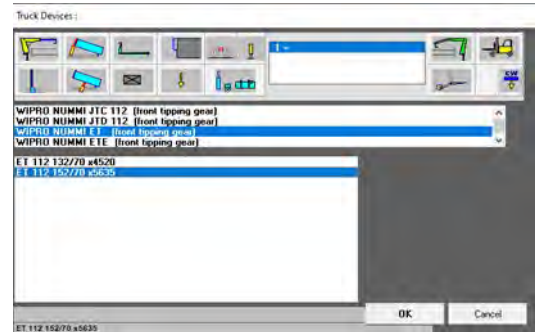 Truck Devices :
1 -
CW
WIPRO NUMMI JTC 112 (front tipping gear)
WIPRO NUMMI JTD 112 (front tipping gear)
WIPRO NUMMI ET (front tipping gear)
WIPRO NUMMI ETE (front tipping gear)
ET 112 132/70 x4520
ET 112 152/70 x5635
OK Cancel
ET 112 152/70 x5635